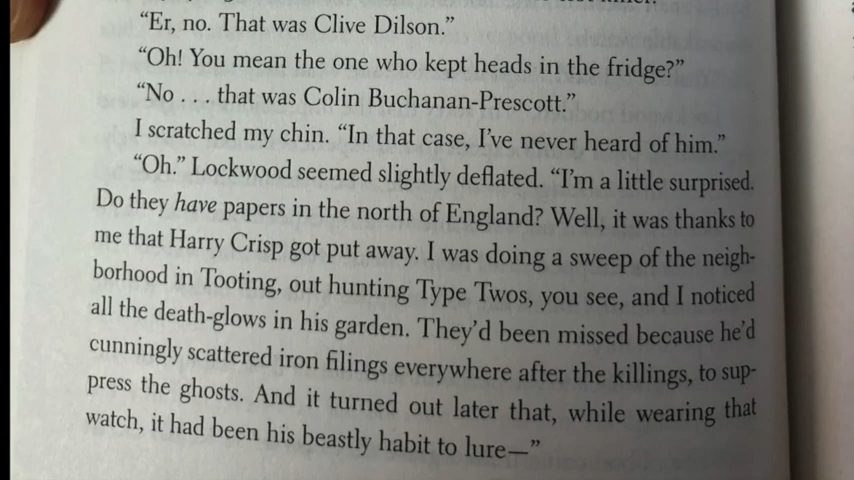 “Er, no. That was Clive Dilson.”
“Oh! You mean the one who kept heads in the fridge?”
“No . . . that was Colin Buchanan-Prescott.”
I scratched my chin. “In that case, I’ve never heard of him.”
“Oh.” Lockwood seemed slightly deflated. “I’m a little surprised.
Do they have papers in the north of England? Well, it was thanks to
me that Harry Crisp got put away. I was doing a sweep of the neigh-
borhood in Tooting, out hunting Type Twos, you see, and I noticed
all the death-glows in his garden. They’d been missed because he’d
cunningly scattered iron filings everywhere after the killings, to sup-
press the ghosts. And it turned out later that, while wearing that
watch, it had been his beastly habit to lure—”